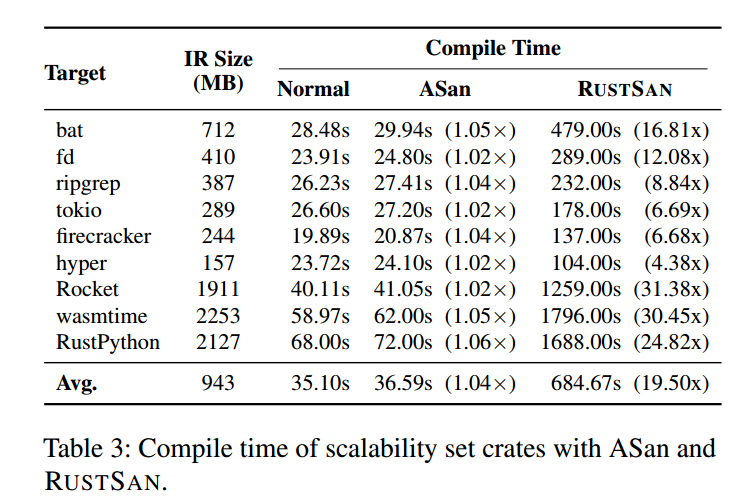 Compile Time
Target IR Size (MB) Normal ASan RUSTSAN
bat 712 28.48s 29.94s (1.05×) 479.00s (16.81x)
fd 410 23.91s 24.80s (1.02×) 289.00s (12.08x)
ripgrep 387 26.23s 27.41s (1.04×) 232.00s (8.84x)
tokio 289 26.60s 27.20s (1.02×) 178.00s (6.69x)
firecracker 244 19.89s 20.87s (1.04×) 137.00s (6.68x)
hyper 157 23.72s 24.10s (1.02×) 104.00s (4.38x)
Rocket 1911 40.11s 41.05s (1.02×) 1259.00s (31.38x)
wasmtime 2253 58.97s 62.00s (1.05×) 1796.00s (30.45x)
RustPython 2127 68.00s 72.00s (1.06×) 1688.00s (24.82x)
Avg. 943 35.10s 36.59s (1.04×) 684.67s (19.50x)
Table 3: Compile time of scalability set crates with ASan and
RUSTSAN.